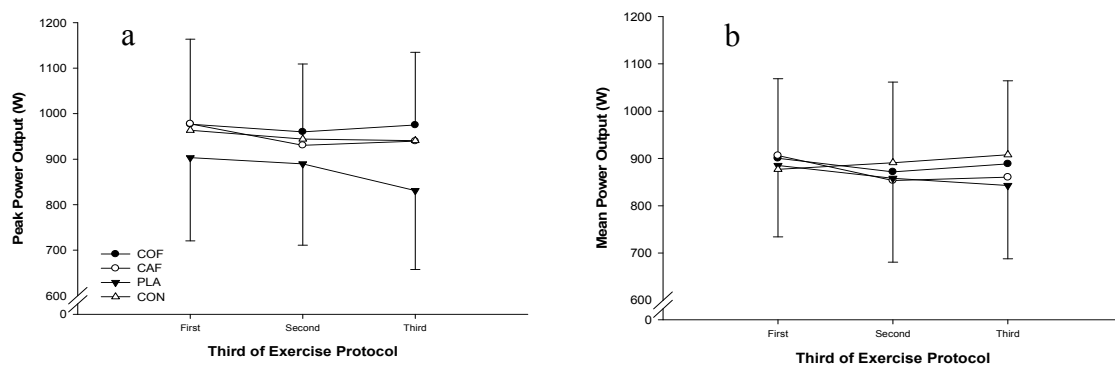 a
1200
1100
1000
900
800
700
600
0
Peak Power Output (W)
COF
CAF
PLA
CON
First Second Third
Third of Exercise Protocol
b
1200
1100
1000
900
800
700
600
0
Mean Power Output (W)
First Second Third
Third of Exercise Protocol